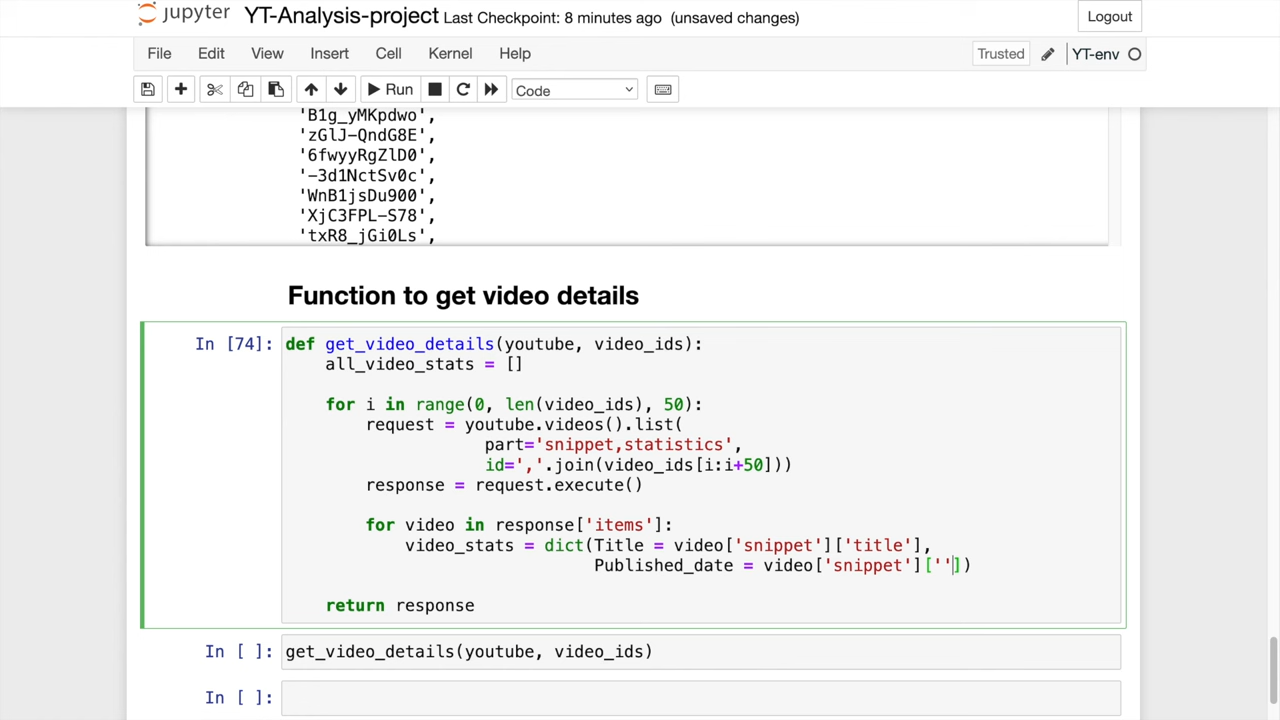 jupyter YT-Analysis-project Last Checkpoint: 8 minutes ago (unsaved changes) Logout
File Edit View Insert Cell Kernel Help Trusted YT-env
Run Code
'B1g_yMKpdwo',
'zGlJ-QndG8E',
'6fwyyRgZlD0',
'-3d1NctSv0c',
'WnB1jsDu900',
'XjC3FPL-S78',
'txR8_jGi0Ls',
Function to get video details
In [74]: def get_video_details(youtube, video_ids):
all_video_stats = []
for i in range(0, len(video_ids), 50):
request = youtube.videos().list(
part='snippet,statistics',
id=','.join(video_ids[i:i+50]))
response = request.execute()
for video in response['items']:
video_stats = dict(Title = video['snippet']['title'],
Published_date = video['snippet'][''])
return response
In [ ]: get_video_details(youtube, video_ids)
In [ ]: